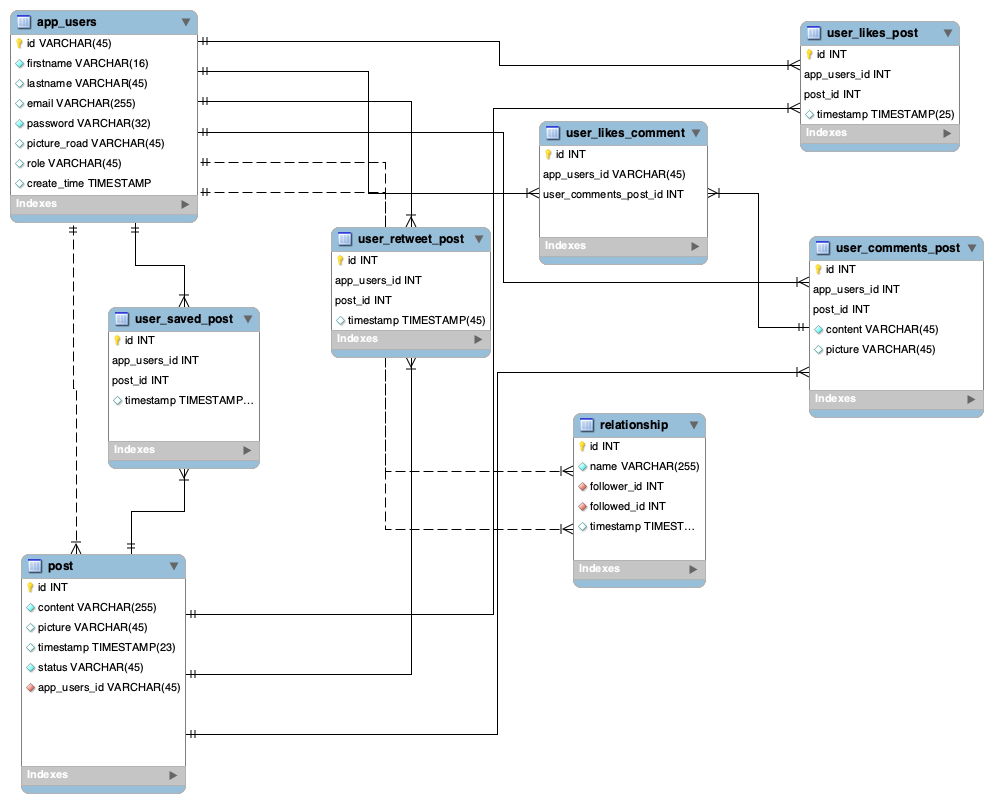 app_users
id VARCHAR(45)
firstname VARCHAR(16)
lastname VARCHAR(45)
email VARCHAR(255)
password VARCHAR(32)
picture_road VARCHAR(45)
role VARCHAR(45)
create_time TIMESTAMP
Indexes
user_likes_post
id INT
app_users_id INT
post_id INT
timestamp TIMESTAMP(25)
Indexes
user_likes_comment
id INT
app_users_id VARCHAR(45)
user_comments_post_id INT
Indexes
user_retweet_post
id INT
app_users_id INT
post_id INT
timestamp TIMESTAMP(45)
Indexes
user_comments_post
id INT
app_users_id INT
post_id INT
content VARCHAR(45)
picture VARCHAR(45)
Indexes
user_saved_post
id INT
app_users_id INT
post_id INT
timestamp TIMESTAMP...
Indexes
relationship
id INT
name VARCHAR(255)
follower_id INT
followed_id INT
timestamp TIMEST...
Indexes
post
id INT
content VARCHAR(255)
picture VARCHAR(45)
timestamp TIMESTAMP(23)
status VARCHAR(45)
app_users_id VARCHAR(45)
Indexes